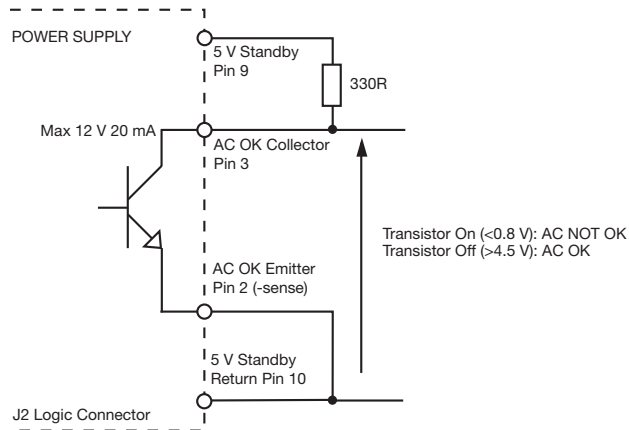 POWER SUPPLY
5 V Standby
Pin 9
330R
Max 12 V 20 mA
AC OK Collector
Pin 3
Transistor On (<0.8 V): AC NOT OK
Transistor Off (>4.5 V): AC OK
AC OK Emitter
Pin 2 (-sense)
5 V Standby
Return Pin 10
J2 Logic Connector